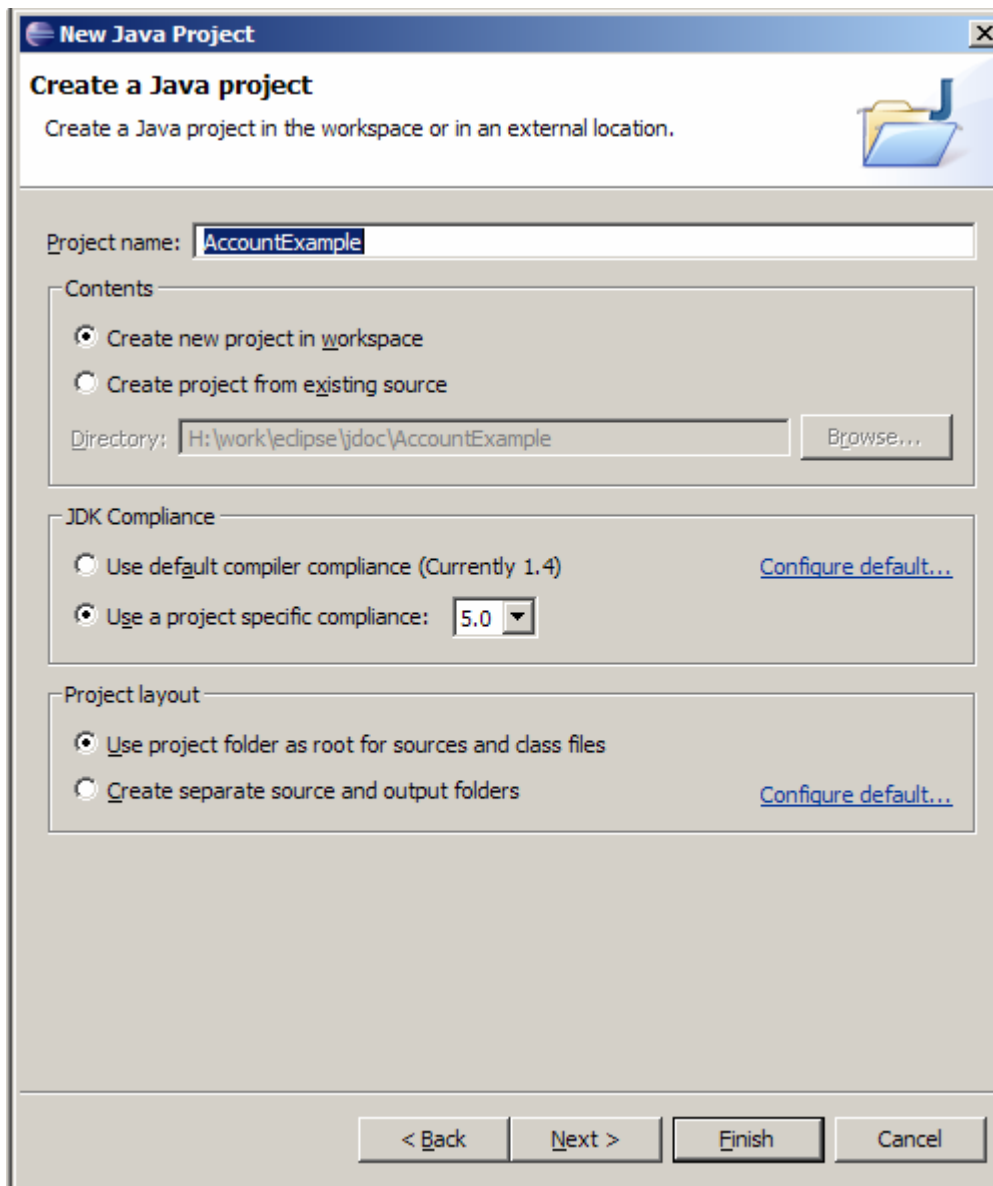 New Java Project
Create a Java project
Create a Java project in the workspace or in an external location.
Project name: AccountExample
Contents
Create new project in workspace
Create project from existing source
Directory: H:\work\eclipse\jdoc\AccountExample Browse...
JDK Compliance
Use default compiler compliance (Currently 1.4) Configure default...
Use a project specific compliance: 5.0
Project layout
Use project folder as root for sources and class files
Create separate source and output folders Configure default...
< Back Next > Finish Cancel